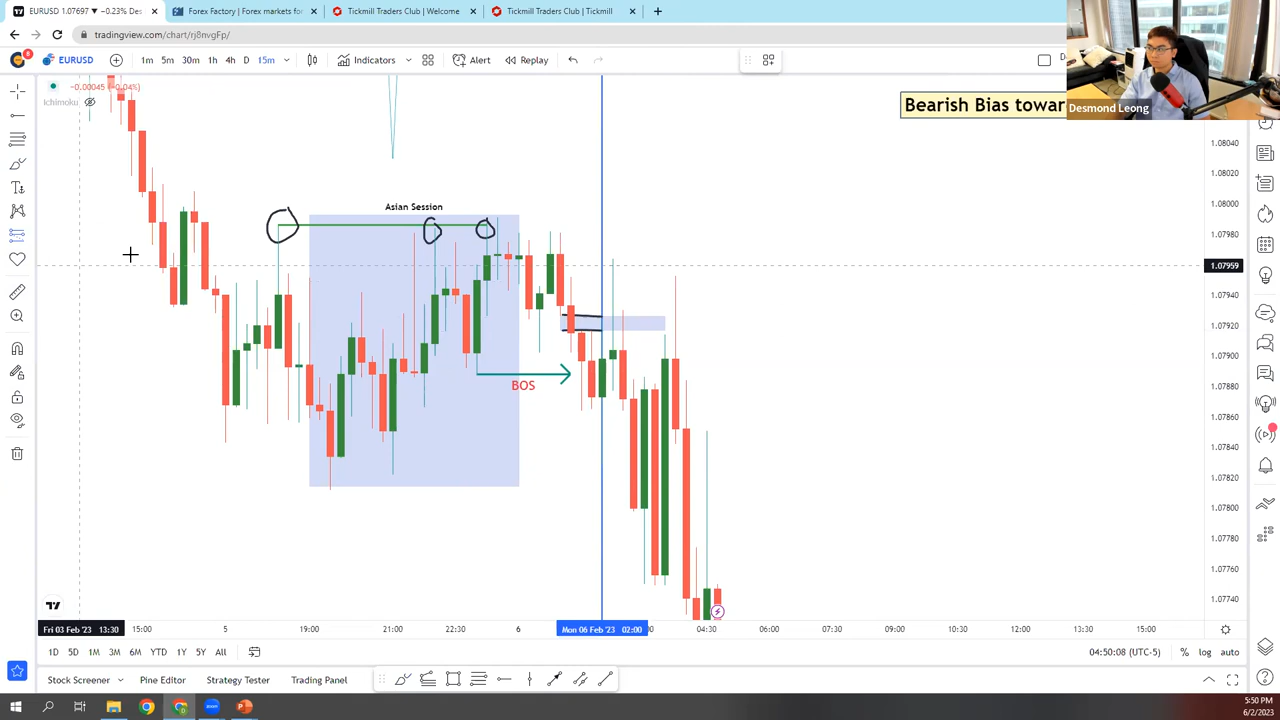 EURUSD 1.07697 ▼ −0.23% Des
Forex Factory | Forex markets fo
Tickmill Traders Club | Welcome
Tickmill Traders Club | Tickmill
tradingview.com/chart/rj8nvgFp/
8
EURUSD
1m 5m 30m 1h 4h D 15m
Indicators
Alert
Replay
−0.00045 (−0.04%)
Ichimoku
Bearish Bias towar
Desmond Leong
Asian Session
BOS
1.08040
1.08020
1.08000
1.07980
1.07959
1.07940
1.07920
1.07900
1.07880
1.07860
1.07840
1.07820
1.07800
1.07780
1.07760
1.07740
Fri 03 Feb '23 13:30 15:00 5 19:00 21:00 22:30 6 Mon 06 Feb '23 02:00 :00 04:30 06:00 07:30 09:00 10:30 12:00 13:30 15:00
1D 5D 1M 3M 6M YTD 1Y 5Y All
04:50:08 (UTC-5) % log auto
Stock Screener Pine Editor Strategy Tester Trading Panel
5:50 PM
6/2/2023